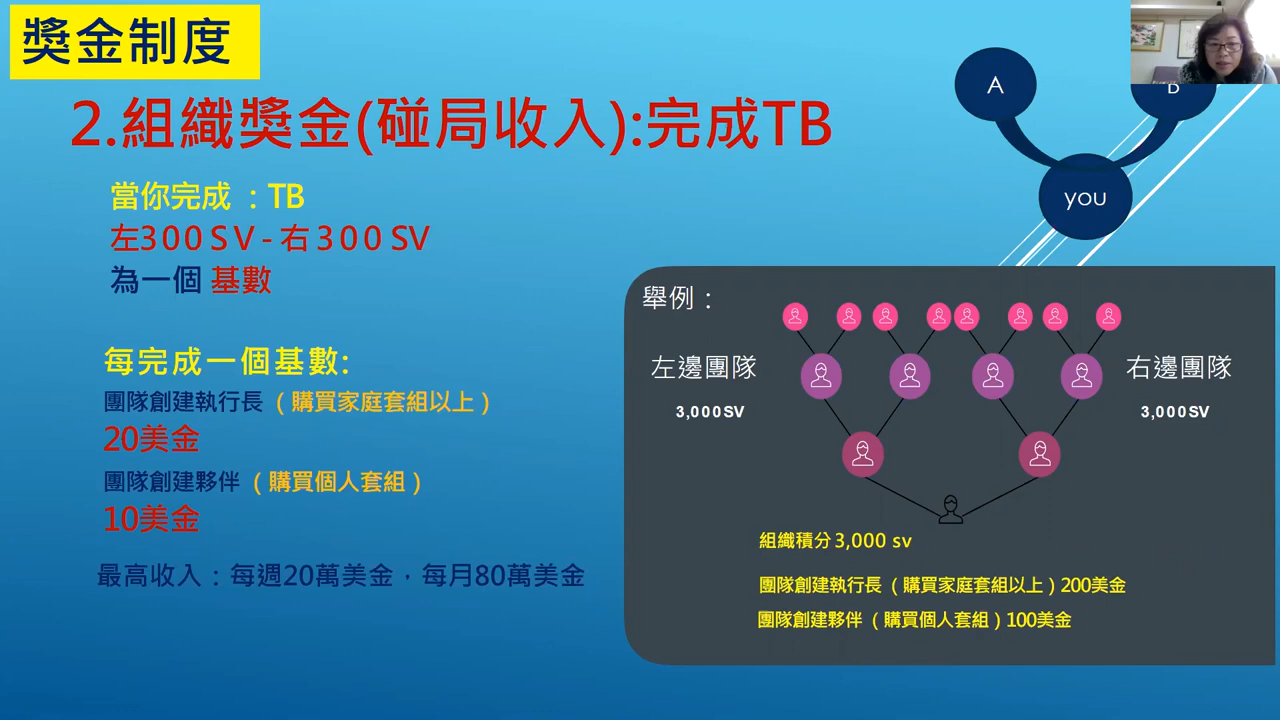 獎金制度
2.組織獎金(碰局收入):完成TB
當你完成 : TB
左300SV-右300SV
為一個 基數
每完成一個基數:
團隊創建執行長（購買家庭套組以上）
20美金
團隊創建夥伴（購買個人套組）
10美金
最高收入：每週20萬美金，每月80萬美金
A
B
you
舉例：
左邊團隊
3,000SV
右邊團隊
3,000SV
組織積分3,000 sv
團隊創建執行長（購買家庭套組以上）200美金
團隊創建夥伴（購買個人套組）100美金